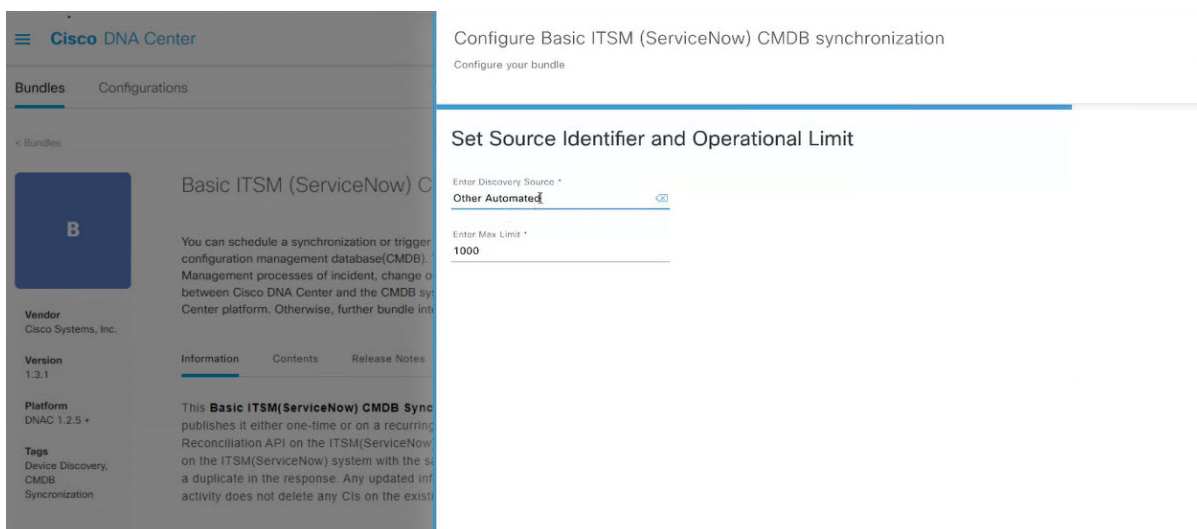 Cisco DNA Center
Bundles Configurations
< Bundles
B
Vendor
Cisco Systems, Inc.
Version
1.3.1
Platform
DNAC 1.2.5 +
Tags
Device Discovery,
CMDB
Syncronization
Basic ITSM (ServiceNow) C
You can schedule a synchronization or trigger
configuration management database(CMDB).
Management processes of incident, change o
between Cisco DNA Center and the CMDB sy
Center platform. Otherwise, further bundle int
Information Contents Release Notes
This Basic ITSM(ServiceNow) CMDB Sync
publishes it either one-time or on a recurring
Reconciliation API on the ITSM(ServiceNow
on the ITSM(ServiceNow) system with the sa
a duplicate in the response. Any updated inf
activity does not delete any CIs on the existi
Configure Basic ITSM (ServiceNow) CMDB synchronization
Configure your bundle
Set Source Identifier and Operational Limit
Enter Discovery Source *
Other Automated
Enter Max Limit *
1000